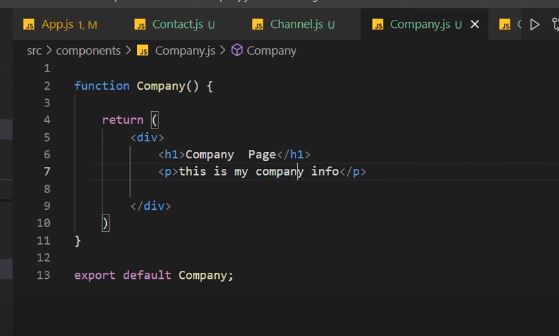 JS App.js 1, M JS Contact.js U JS Channel.js U JS Company.js U × JS
src > components > JS Company.js > Company
1
2 function Company() {
3
4 return (
5 <div>
6 <h1>Company  Page</h1>
7 <p>this is my company info</p>
8
9 </div>
10 )
11 }
12
13 export default Company;